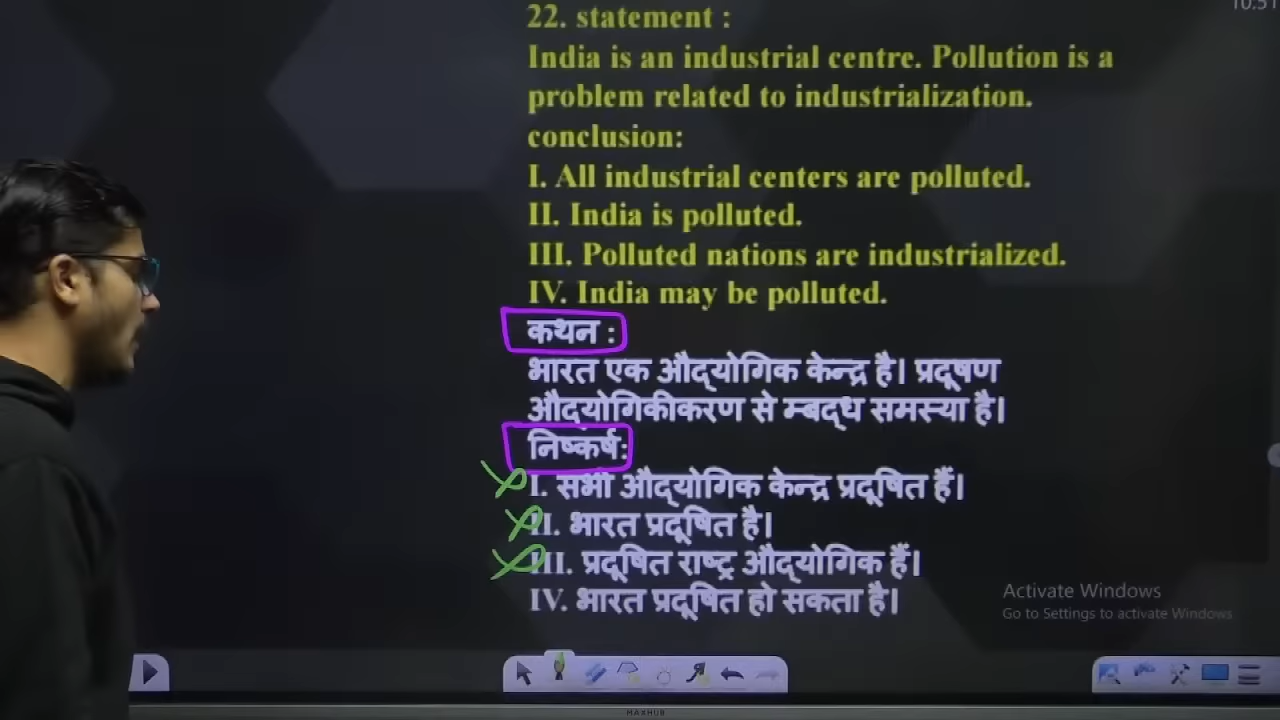 10:51
22. statement :
India is an industrial centre. Pollution is a
problem related to industrialization.
conclusion:
I. All industrial centers are polluted.
II. India is polluted.
III. Polluted nations are industrialized.
IV. India may be polluted.
कथन :
भारत एक औद्योगिक केन्द्र है। प्रदूषण
औद्योगिकीकरण से म्बद्ध समस्या है।
निष्कर्ष:
I. सभी औद्योगिक केन्द्र प्रदूषित हैं।
II. भारत प्रदूषित है।
III. प्रदूषित राष्ट्र औद्योगिक हैं।
IV. भारत प्रदूषित हो सकता है।
Activate Windows
Go to Settings to activate Windows
MAXHUB